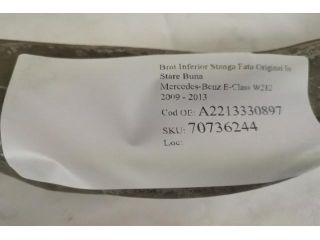 Brat Inferior Stanga Fata Original In
Stare Buna
Mercedes-Benz E-Class W212
2009 - 2013
Cod OE: A2213330897
SKU: 70736244
Loc: